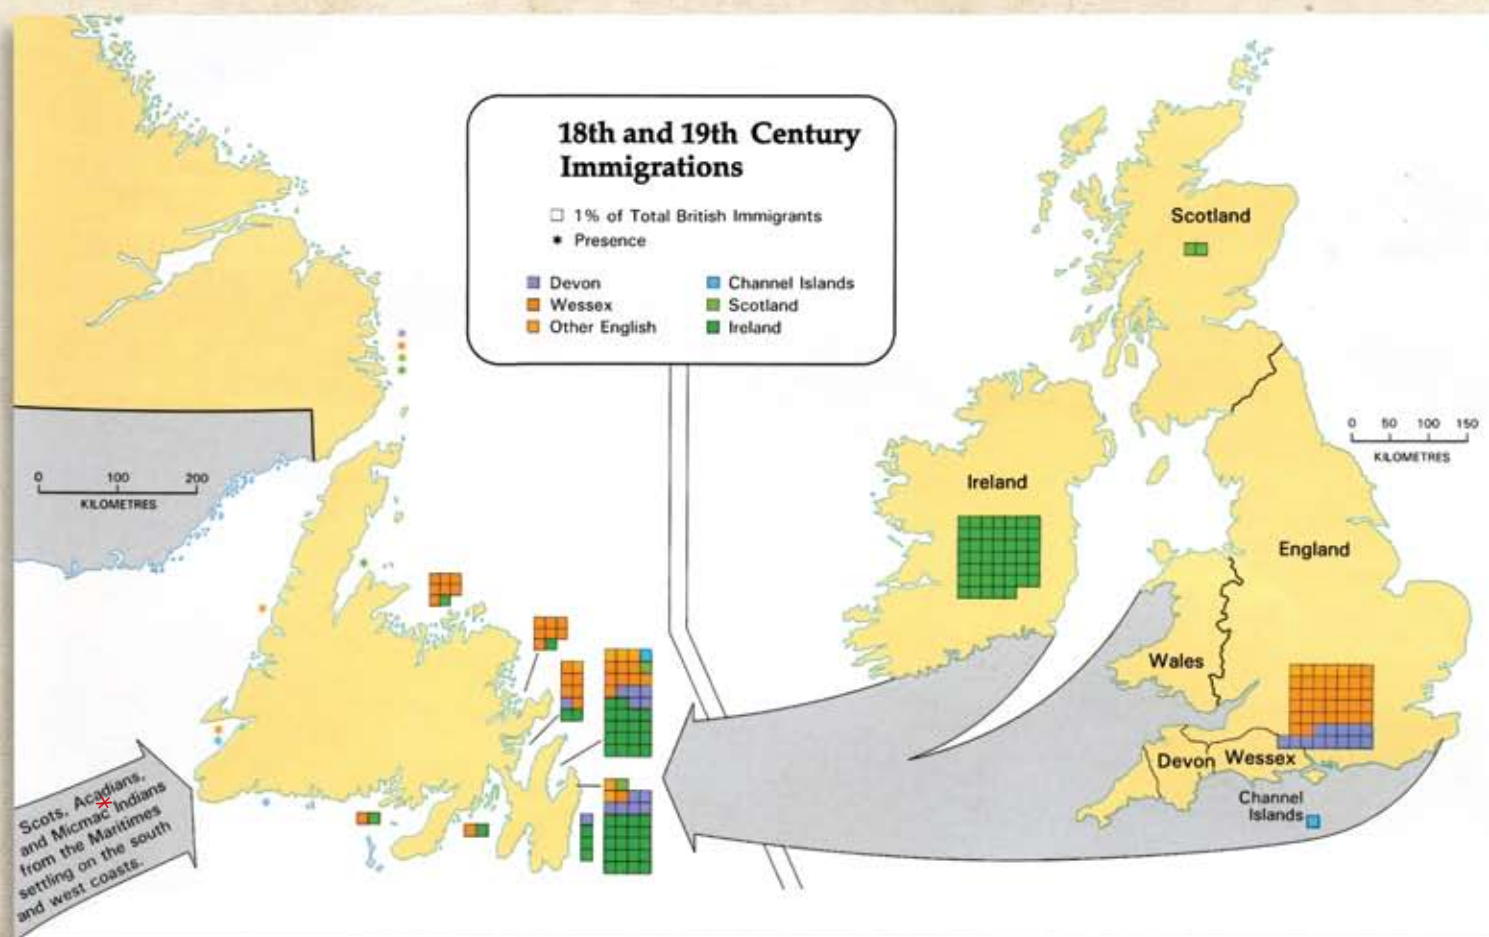 18th and 19th Century
Immigrations
1% of Total British Immigrants
* Presence
Devon
Wessex
Other English
Channel Islands
Scotland
Ireland
Scotland
0 50 100 150
KILOMETRES
0 100 200
KILOMETRES
Ireland
England
Wales
Devon
Wessex
Channel
Islands
Scots, Acadians,
and Micmac Indians
from the Maritimes
settling on the south
and west coasts.